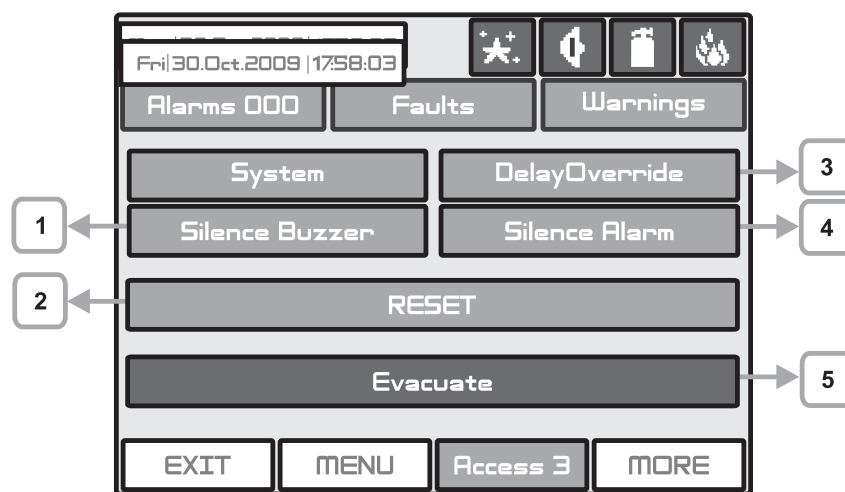 Fri|30.Oct.2009 |17:58:03
Alarms 000 Faults Warnings
System DelayOverride 3
1 Silence Buzzer Silence Alarm 4
2 RESET
Evacuate 5
EXIT MENU Access 3 MORE